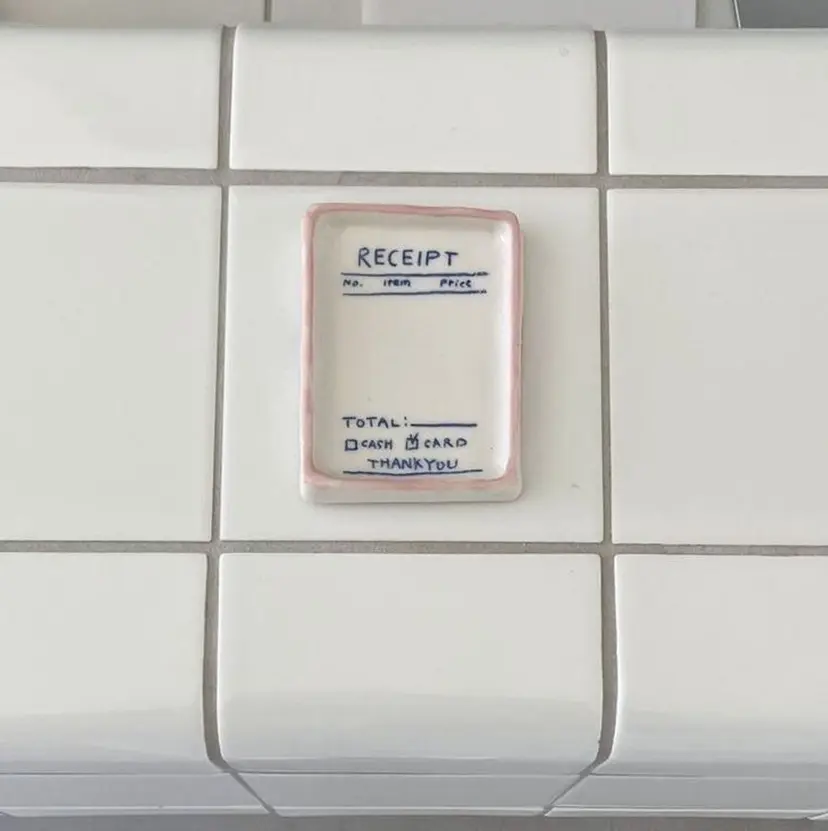 RECEIPT
No. item Price
TOTAL:
CASH CARD
THANKYOU